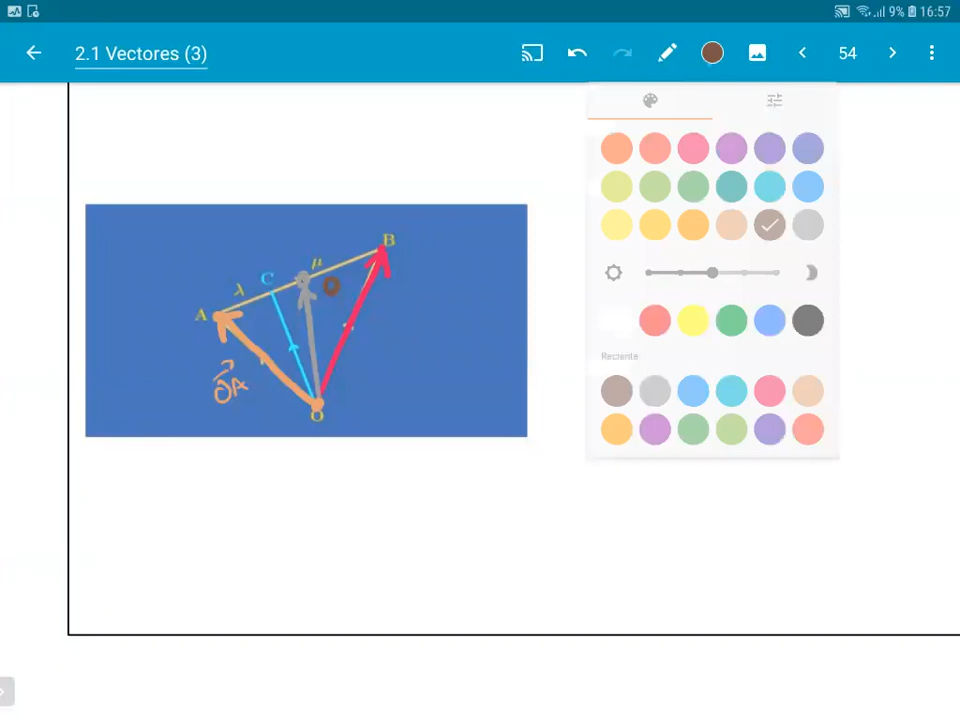 9% 16:57
2.1 Vectores (3)
54
B
μ
C
λ
D
A
OA
O
Reciente